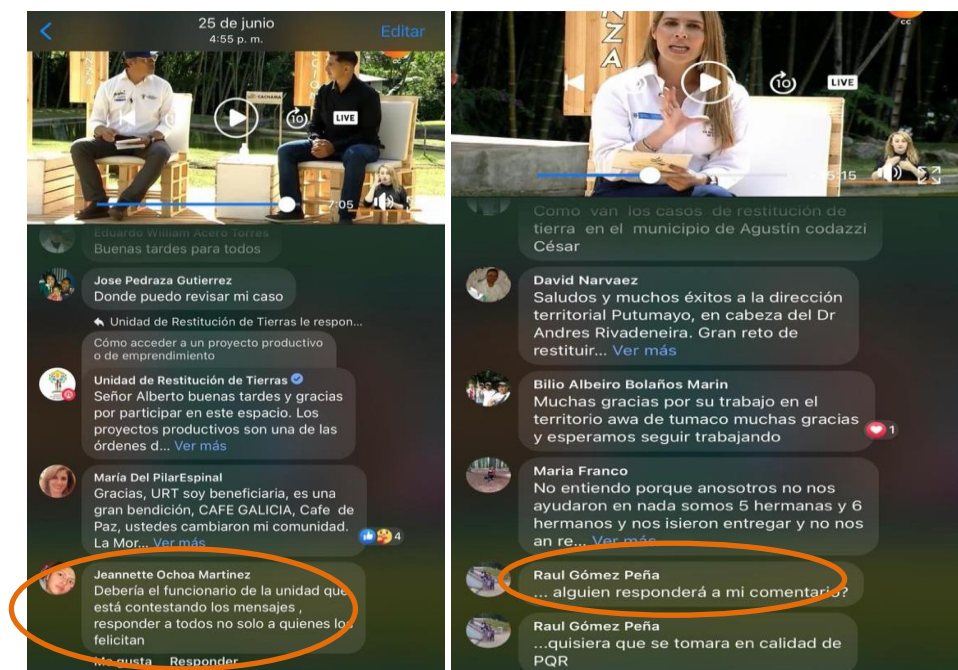 25 de junio
4:55 p. m.
Editar
CACHAMA
10
LIVE
7:05
Eduardo William Acero Torres
Buenas tardes para todos
Jose Pedraza Gutierrez
Donde puedo revisar mi caso
Unidad de Restitución de Tierras le respon...
Cómo acceder a un proyecto productivo
o de emprendimiento
Unidad de Restitución de Tierras
Señor Alberto buenas tardes y gracias
por participar en este espacio. Los
proyectos productivos son una de las
órdenes d... Ver más
María Del PilarEspinal
Gracias, URT soy beneficiaria, es una
gran bendición, CAFE GALICIA, Cafe de
Paz, ustedes cambiaron mi comunidad.
La Mor... Ver más
4
Jeannette Ochoa Martinez
Debería el funcionario de la unidad que
está contestando los mensajes ,
responder a todos no solo a quienes los
felicitan
Me gusta Responder
NZA
CC
10
LIVE
5:15
Como van los casos de restitución de
tierra en el municipio de Agustín codazzi
César
David Narvaez
Saludos y muchos éxitos a la dirección
territorial Putumayo, en cabeza del Dr
Andres Rivadeneira. Gran reto de
restituir... Ver más
Bilio Albeiro Bolaños Marin
Muchas gracias por su trabajo en el
territorio awa de tumaco muchas gracias
y esperamos seguir trabajando
1
Maria Franco
No entiendo porque anosotros no nos
ayudaron en nada somos 5 hermanas y 6
hermanos y nos isieron entregar y no nos
an re... Ver más
Raul Gómez Peña
... alguien responderá a mi comentario?
Raul Gómez Peña
...quisiera que se tomara en calidad de
PQR